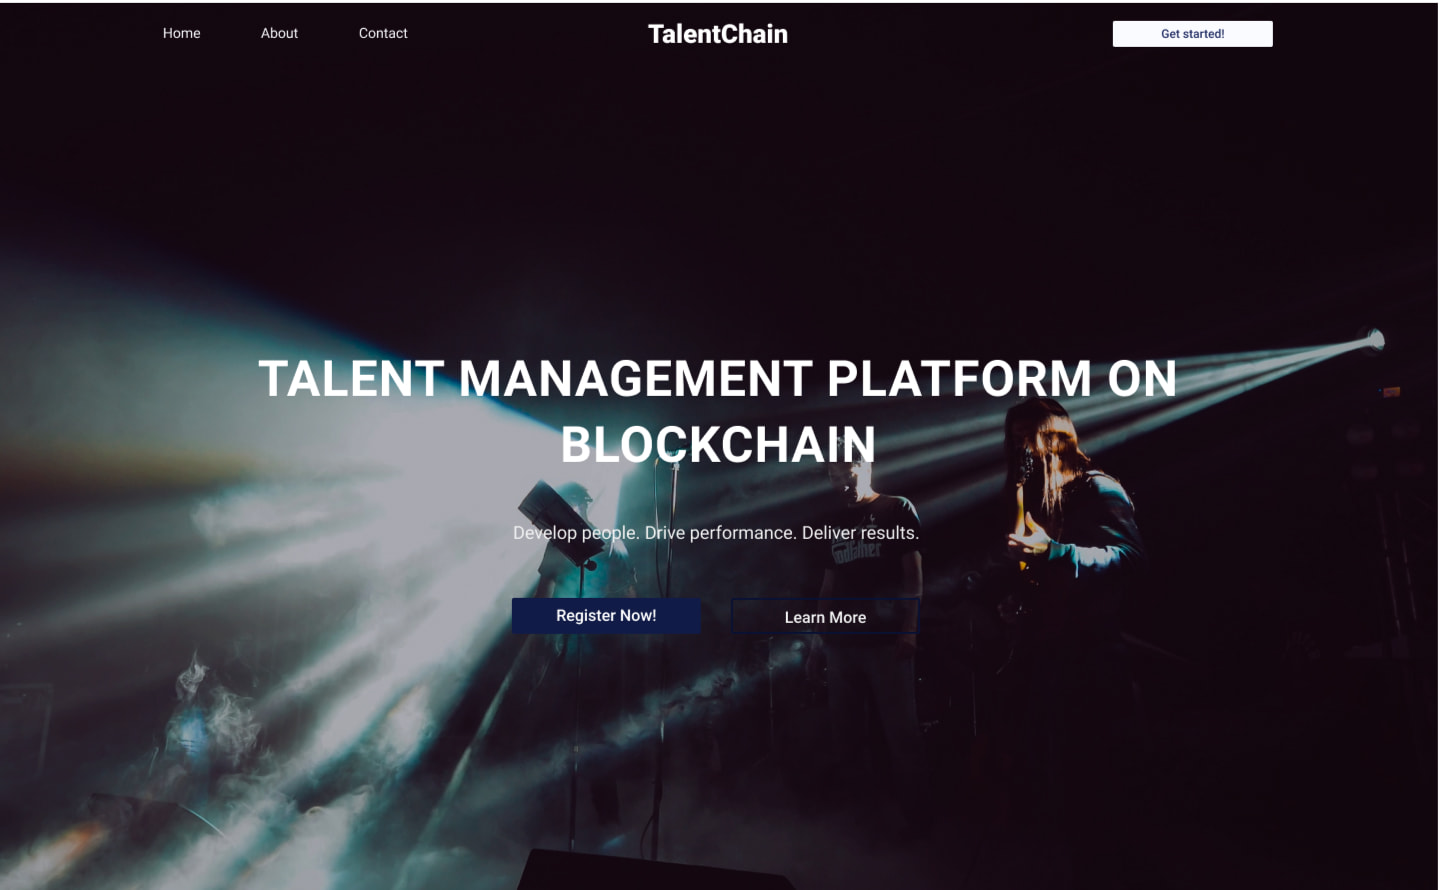 Home
About
Contact
TalentChain
Get started!
TALENT MANAGEMENT PLATFORM ON
BLOCKCHAIN
Develop people. Drive performance. Deliver results.
Register Now!
Learn More